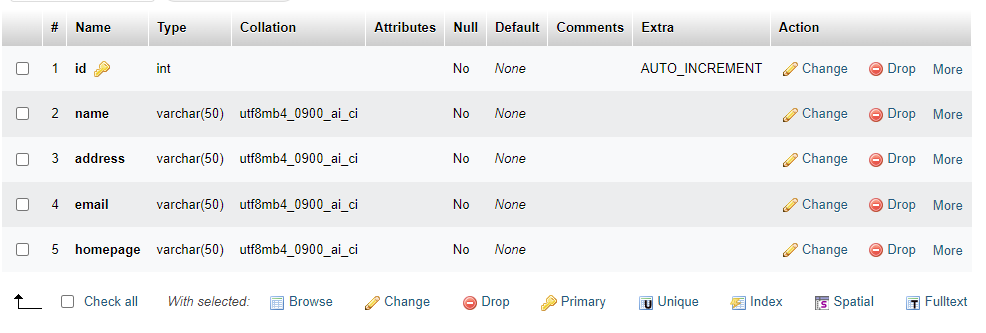 # Name Type Collation Attributes Null Default Comments Extra Action
1 id int No None AUTO_INCREMENT Change Drop More
2 name varchar(50) utf8mb4_0900_ai_ci No None Change Drop More
3 address varchar(50) utf8mb4_0900_ai_ci No None Change Drop More
4 email varchar(50) utf8mb4_0900_ai_ci No None Change Drop More
5 homepage varchar(50) utf8mb4_0900_ai_ci No None Change Drop More
Check all With selected: Browse Change Drop Primary U Unique Index S Spatial T Fulltext